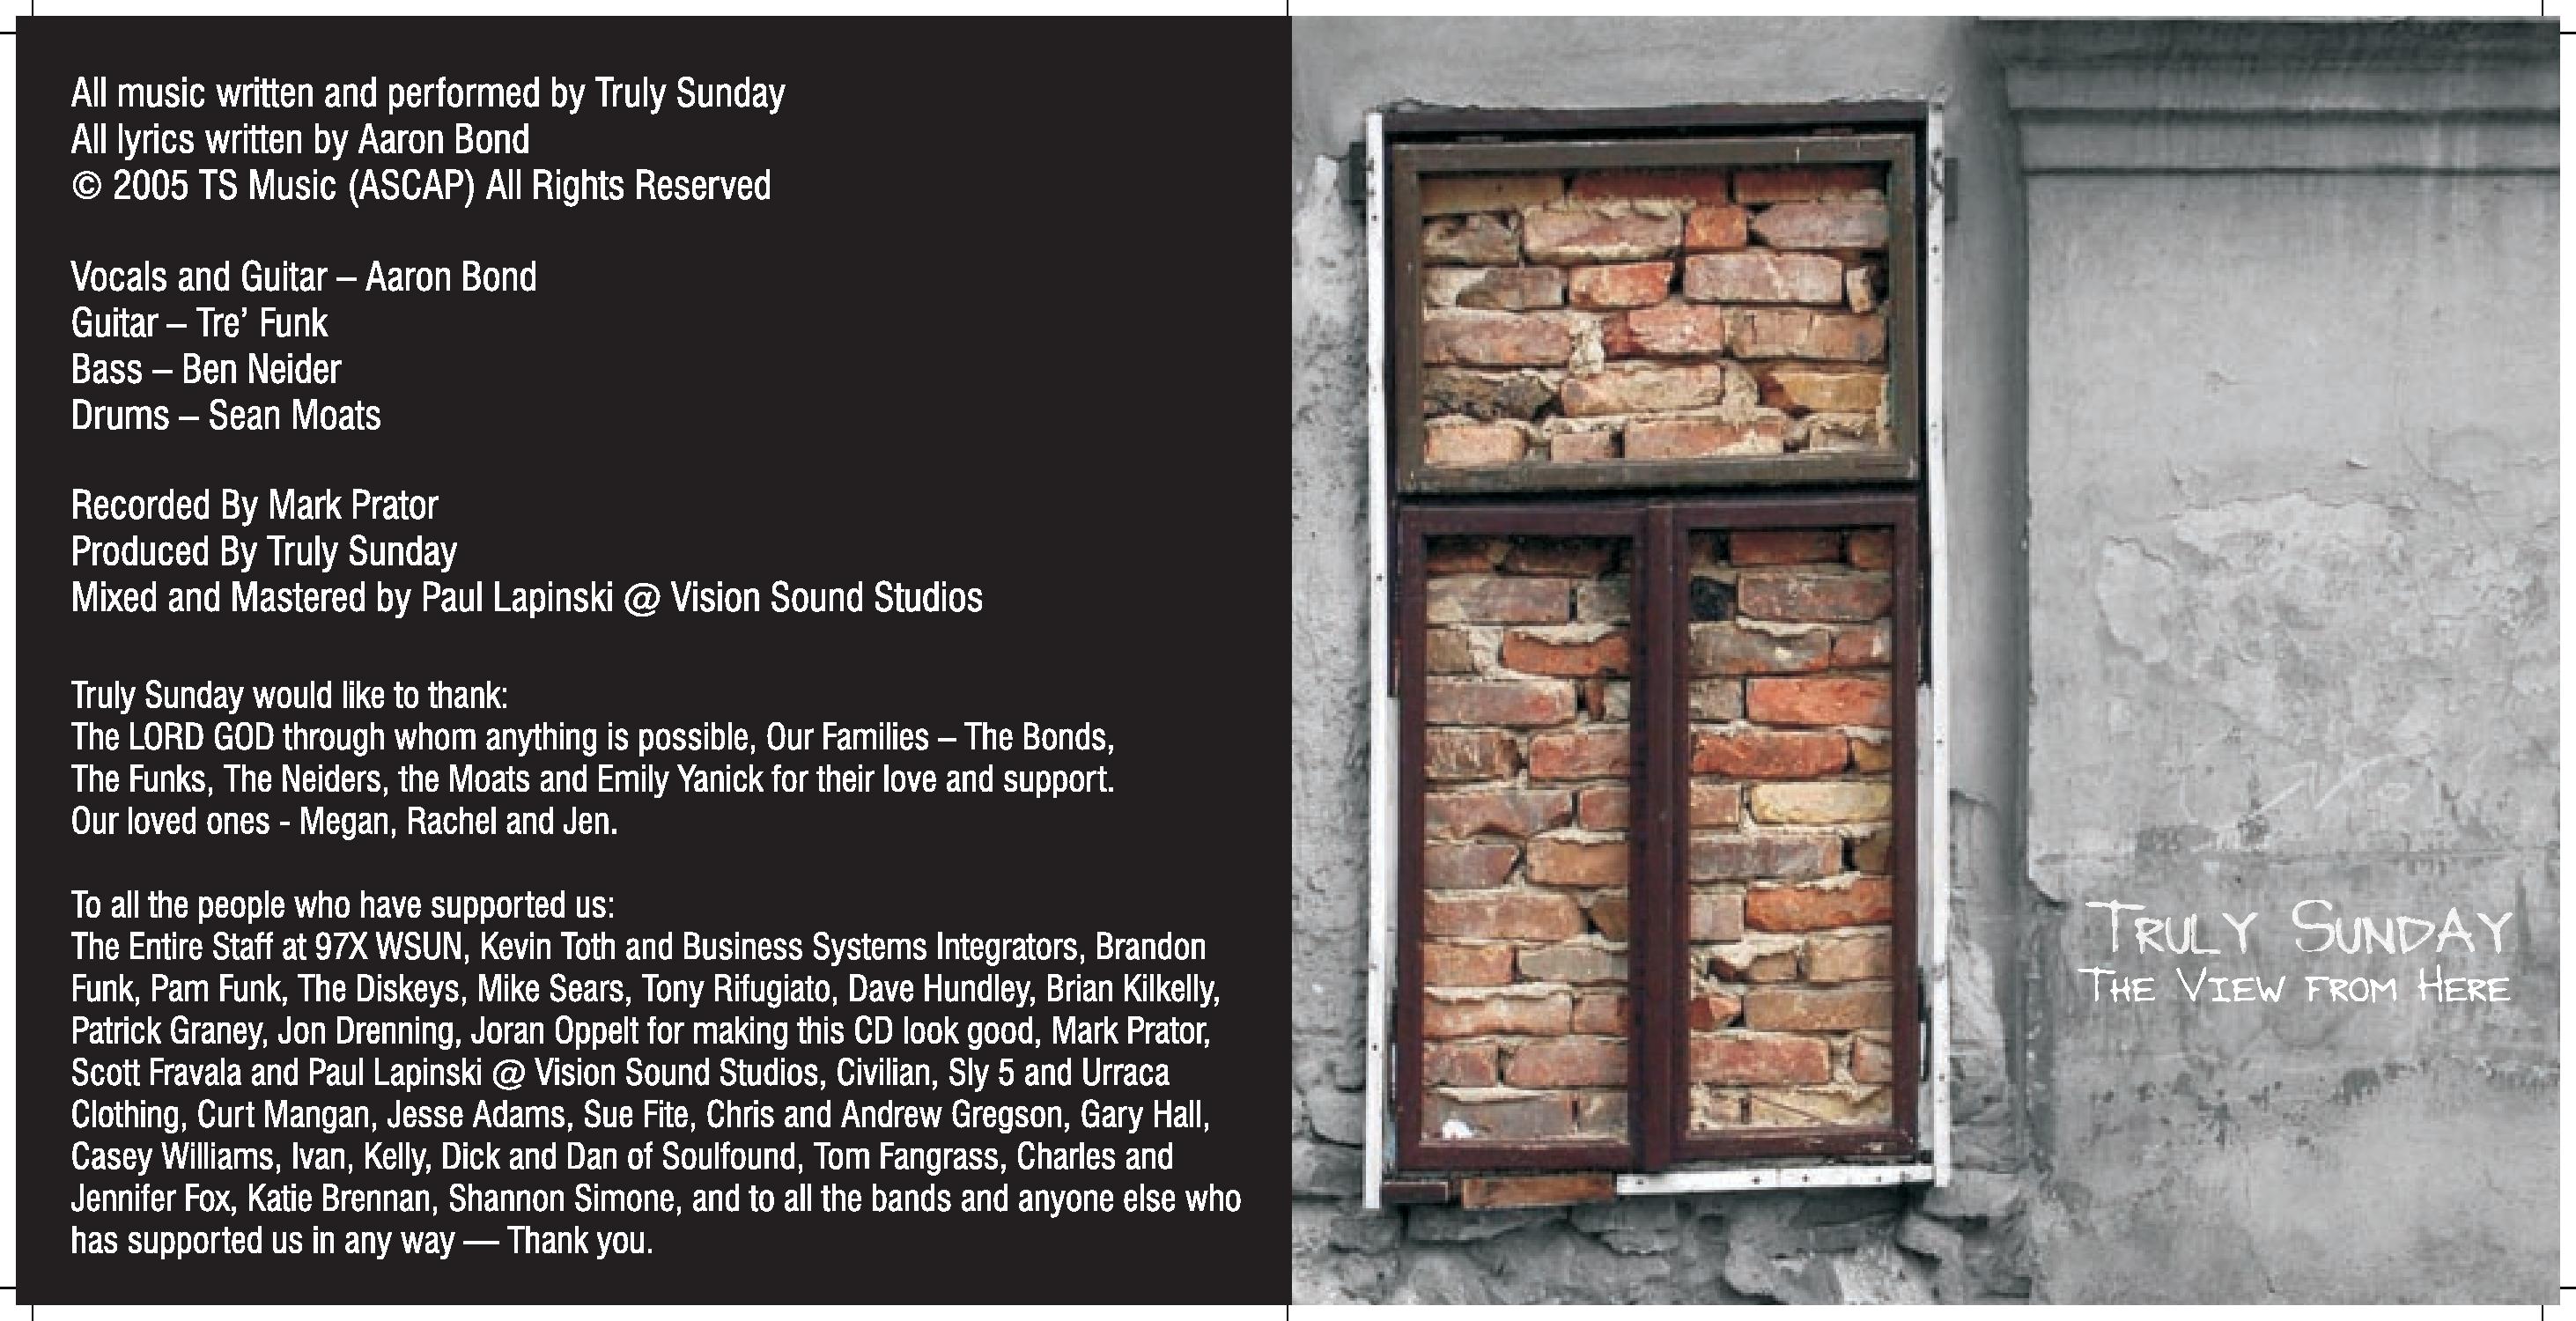 All music written and performed by Truly Sunday
All lyrics written by Aaron Bond
© 2005 TS Music (ASCAP) All Rights Reserved
Vocals and Guitar – Aaron Bond
Guitar – Tre’ Funk
Bass – Ben Neider
Drums – Sean Moats
Recorded By Mark Prator
Produced By Truly Sunday
Mixed and Mastered by Paul Lapinski @ Vision Sound Studios
Truly Sunday would like to thank:
The LORD GOD through whom anything is possible, Our Families – The Bonds,
The Funks, The Neiders, the Moats and Emily Yanick for their love and support.
Our loved ones - Megan, Rachel and Jen.
To all the people who have supported us:
The Entire Staff at 97X WSUN, Kevin Toth and Business Systems Integrators, Brandon
Funk, Pam Funk, The Diskeys, Mike Sears, Tony Rifugiato, Dave Hundley, Brian Kilkelly,
Patrick Graney, Jon Drenning, Joran Oppelt for making this CD look good, Mark Prator,
Scott Fravala and Paul Lapinski @ Vision Sound Studios, Civilian, Sly 5 and Urraca
Clothing, Curt Mangan, Jesse Adams, Sue Fite, Chris and Andrew Gregson, Gary Hall,
Casey Williams, Ivan, Kelly, Dick and Dan of Soulfound, Tom Fangrass, Charles and
Jennifer Fox, Katie Brennan, Shannon Simone, and to all the bands and anyone else who
has supported us in any way — Thank you.
TRULY SUNDAY
THE VIEW FROM HERE